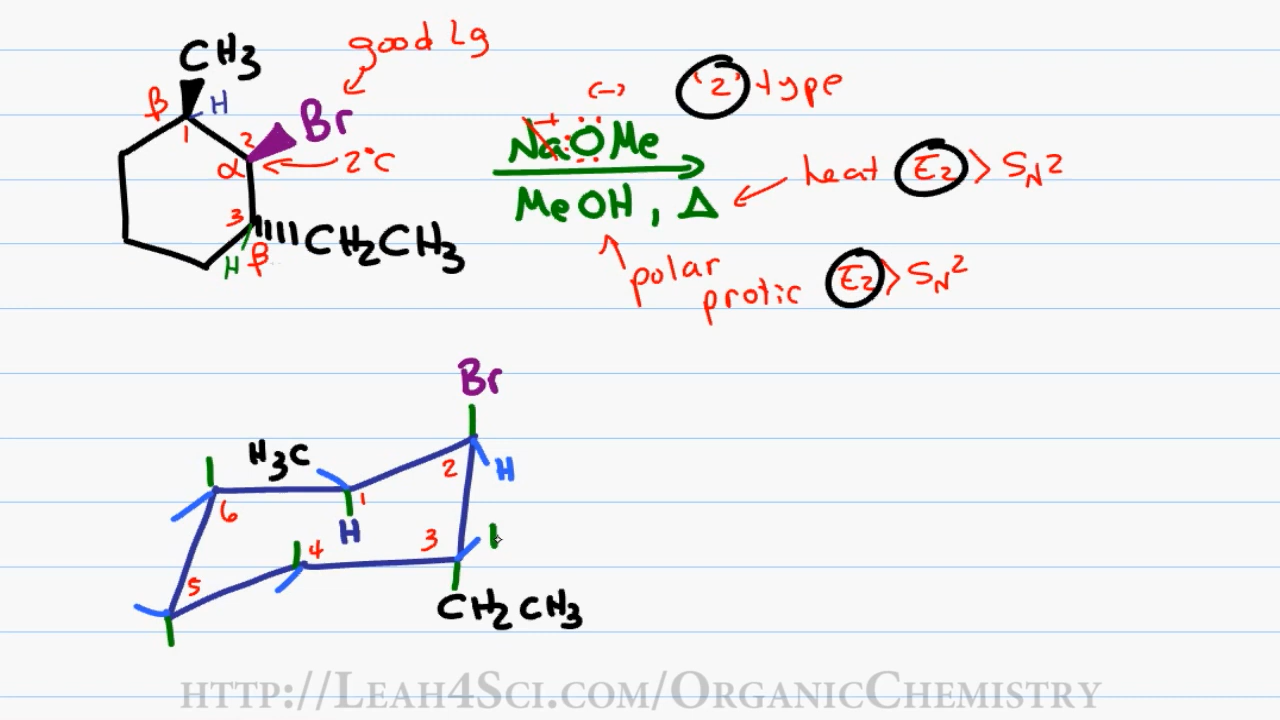 CH3
good Lg
β H
Br
1
2
α
2°C
3
CH2CH3
H β
NaOMe
+
(-)
MeOH, Δ
"2" type
heat E2 > SN2
polar
protic E2 > SN2
Br
H3C
2
H
6
1
H
4
3
5
CH2CH3
HTTP://LEAH4SCI.COM/ORGANICCHEMISTRY